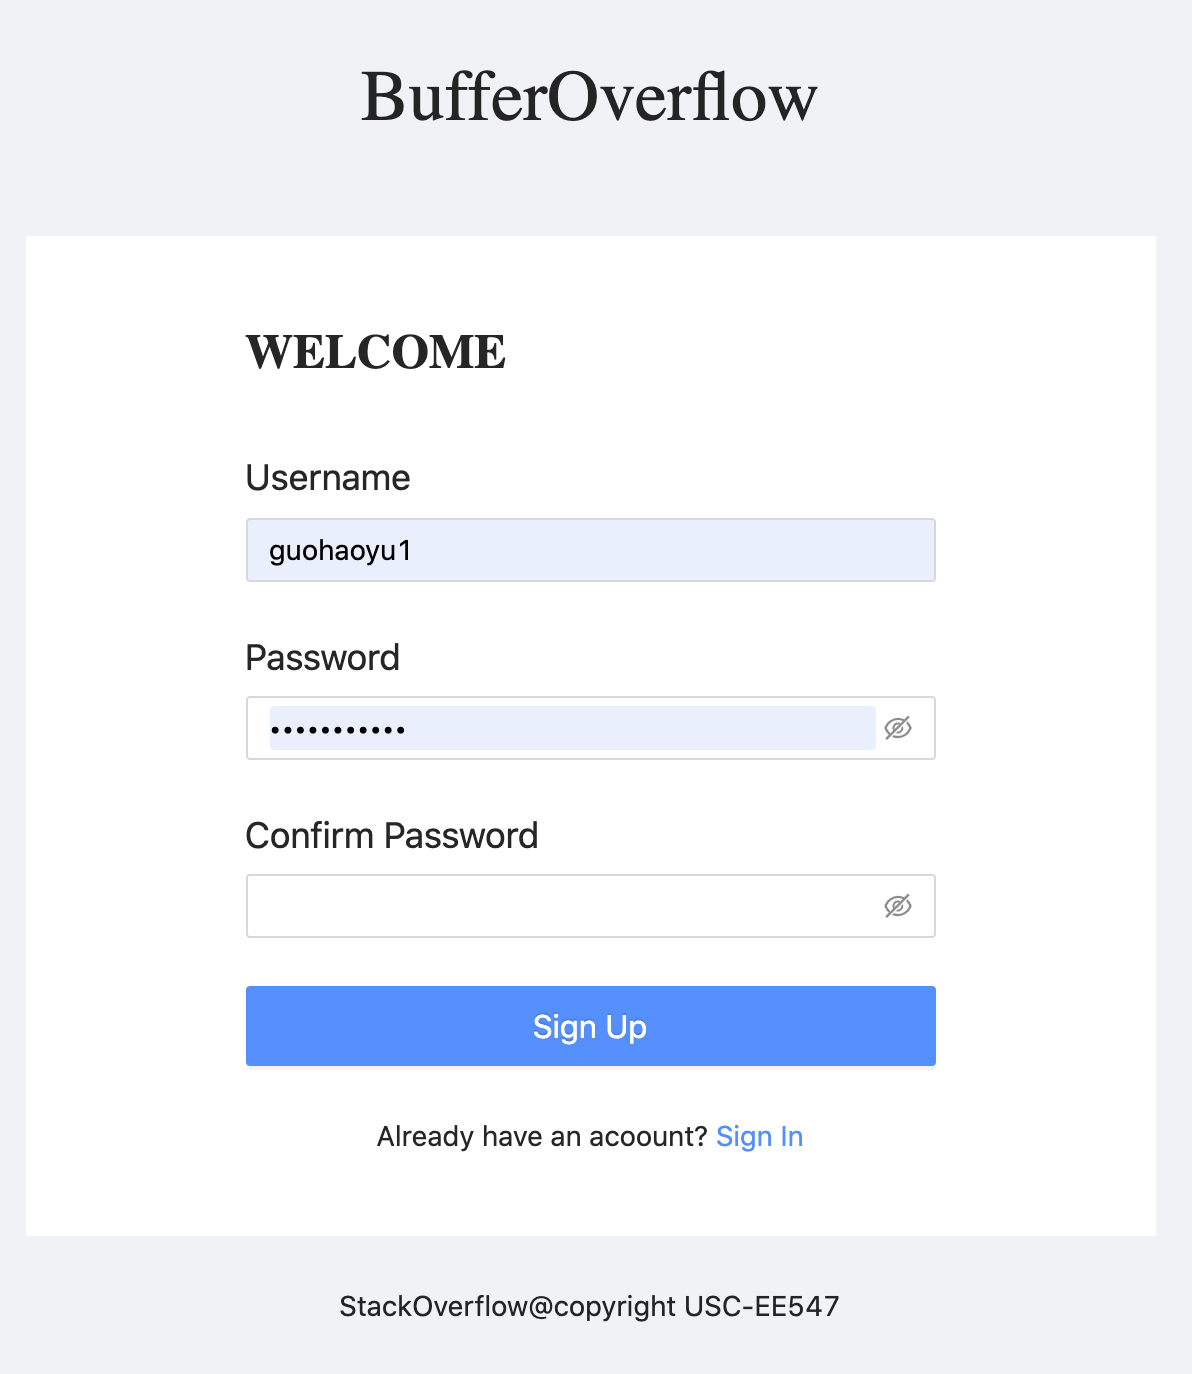 BufferOverflow
WELCOME
Username
guohaoyu1
Password
•••••••••••
Confirm Password
Sign Up
Already have an acoount? Sign In
StackOverflow@copyright USC-EE547